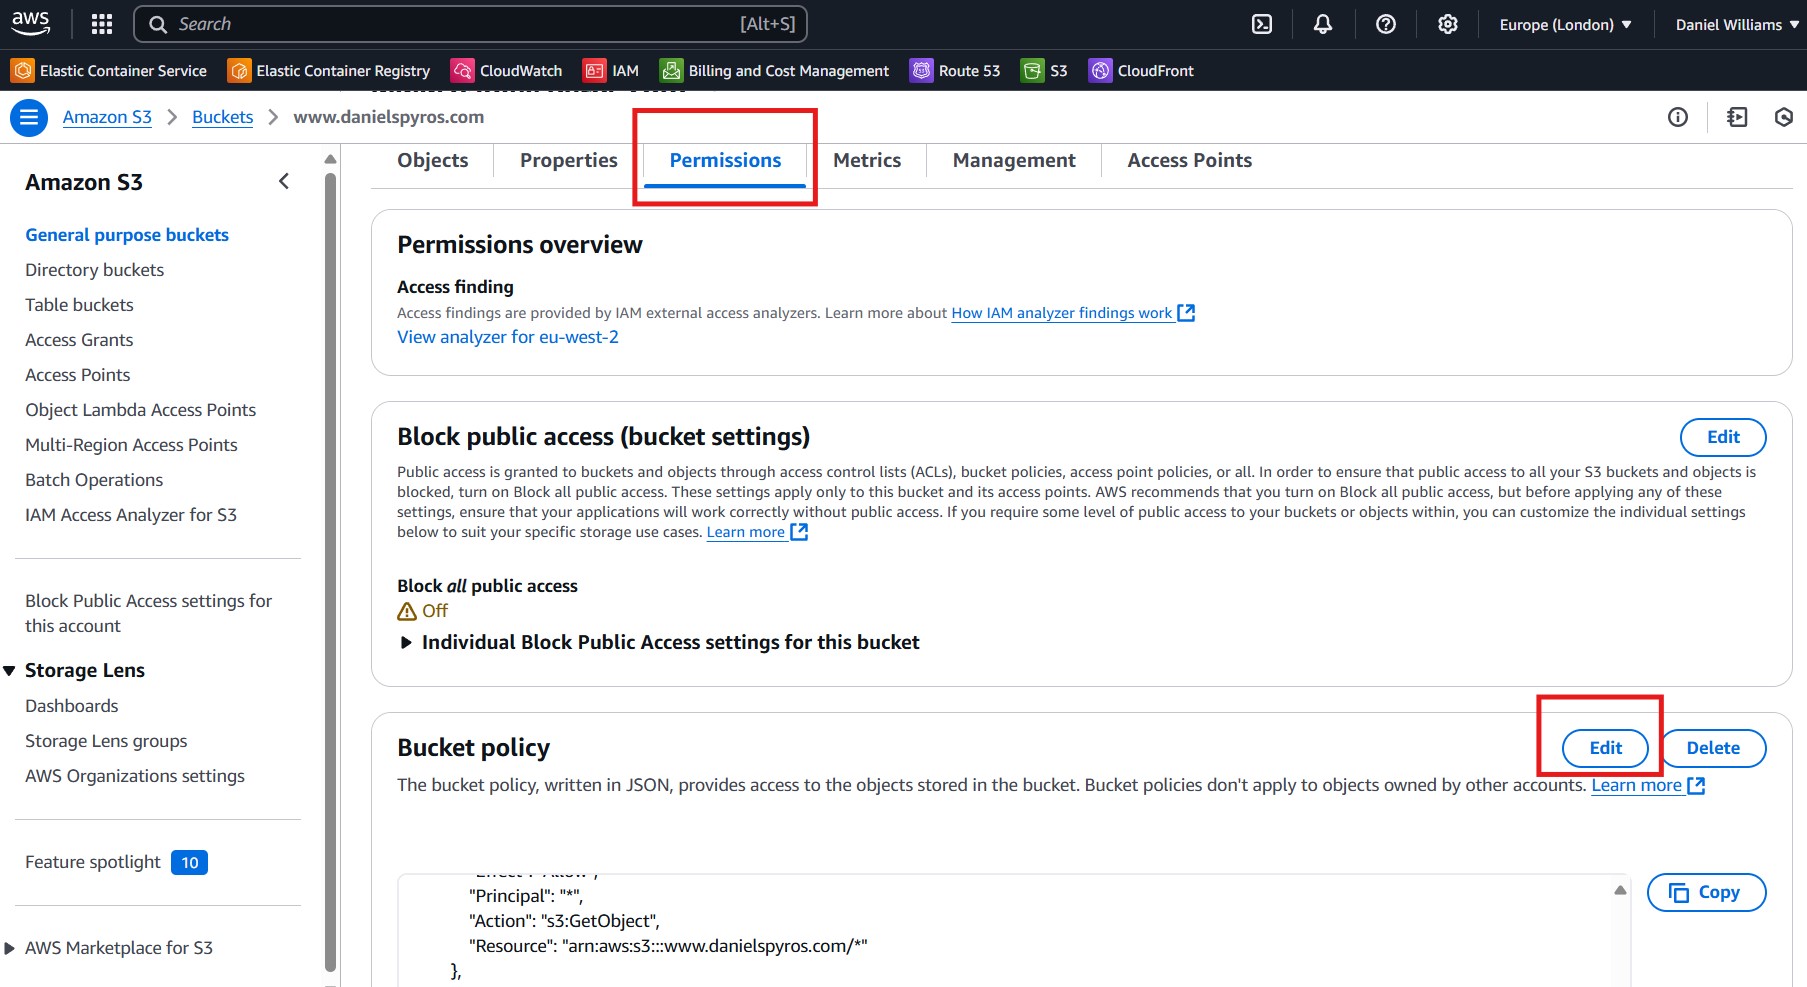 aws
Search
[Alt+S]
Europe (London)
Daniel Williams
Elastic Container Service
Elastic Container Registry
CloudWatch
IAM
Billing and Cost Management
Route 53
S3
CloudFront
Amazon S3
Buckets
www.danielspyros.com
Amazon S3
General purpose buckets
Directory buckets
Table buckets
Access Grants
Access Points
Object Lambda Access Points
Multi-Region Access Points
Batch Operations
IAM Access Analyzer for S3
Block Public Access settings for
this account
Storage Lens
Dashboards
Storage Lens groups
AWS Organizations settings
Feature spotlight 10
AWS Marketplace for S3
Objects
Properties
Permissions
Metrics
Management
Access Points
Permissions overview
Access finding
Access findings are provided by IAM external access analyzers. Learn more about How IAM analyzer findings work
View analyzer for eu-west-2
Block public access (bucket settings)
Edit
Public access is granted to buckets and objects through access control lists (ACLs), bucket policies, access point policies, or all. In order to ensure that public access to all your S3 buckets and objects is
blocked, turn on Block all public access. These settings apply only to this bucket and its access points. AWS recommends that you turn on Block all public access, but before applying any of these
settings, ensure that your applications will work correctly without public access. If you require some level of public access to your buckets or objects within, you can customize the individual settings
below to suit your specific storage use cases. Learn more
Block all public access
Off
Individual Block Public Access settings for this bucket
Bucket policy
Edit
Delete
The bucket policy, written in JSON, provides access to the objects stored in the bucket. Bucket policies don't apply to objects owned by other accounts. Learn more
"Effect": "Allow",
"Principal": "*",
"Action": "s3:GetObject",
"Resource": "arn:aws:s3:::www.danielspyros.com/*"
},
Copy